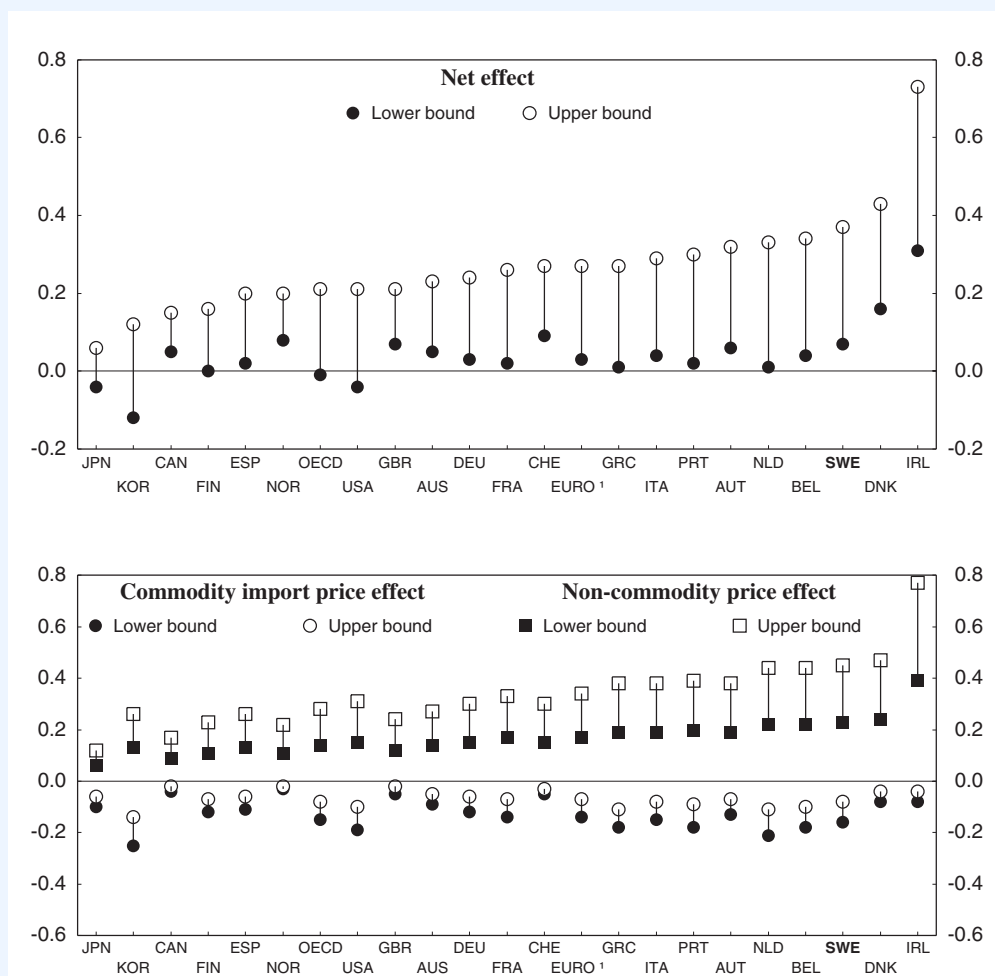 Net effect
Lower bound Upper bound
0.8 0.8
0.6 0.6
0.4 0.4
0.2 0.2
0.0 0.0
-0.2 -0.2
JPN CAN ESP OECD GBR DEU CHE GRC PRT NLD SWE IRL
KOR FIN NOR USA AUS FRA EURO ¹ ITA AUT BEL DNK
0.8 0.8
Commodity import price effect Non-commodity price effect
Lower bound Upper bound Lower bound Upper bound
0.6 0.6
0.4 0.4
0.2 0.2
0.0 0.0
-0.2 -0.2
-0.4 -0.4
-0.6 -0.6
JPN CAN ESP OECD GBR DEU CHE GRC PRT NLD SWE IRL
KOR FIN NOR USA AUS FRA EURO ¹ ITA AUT BEL DNK